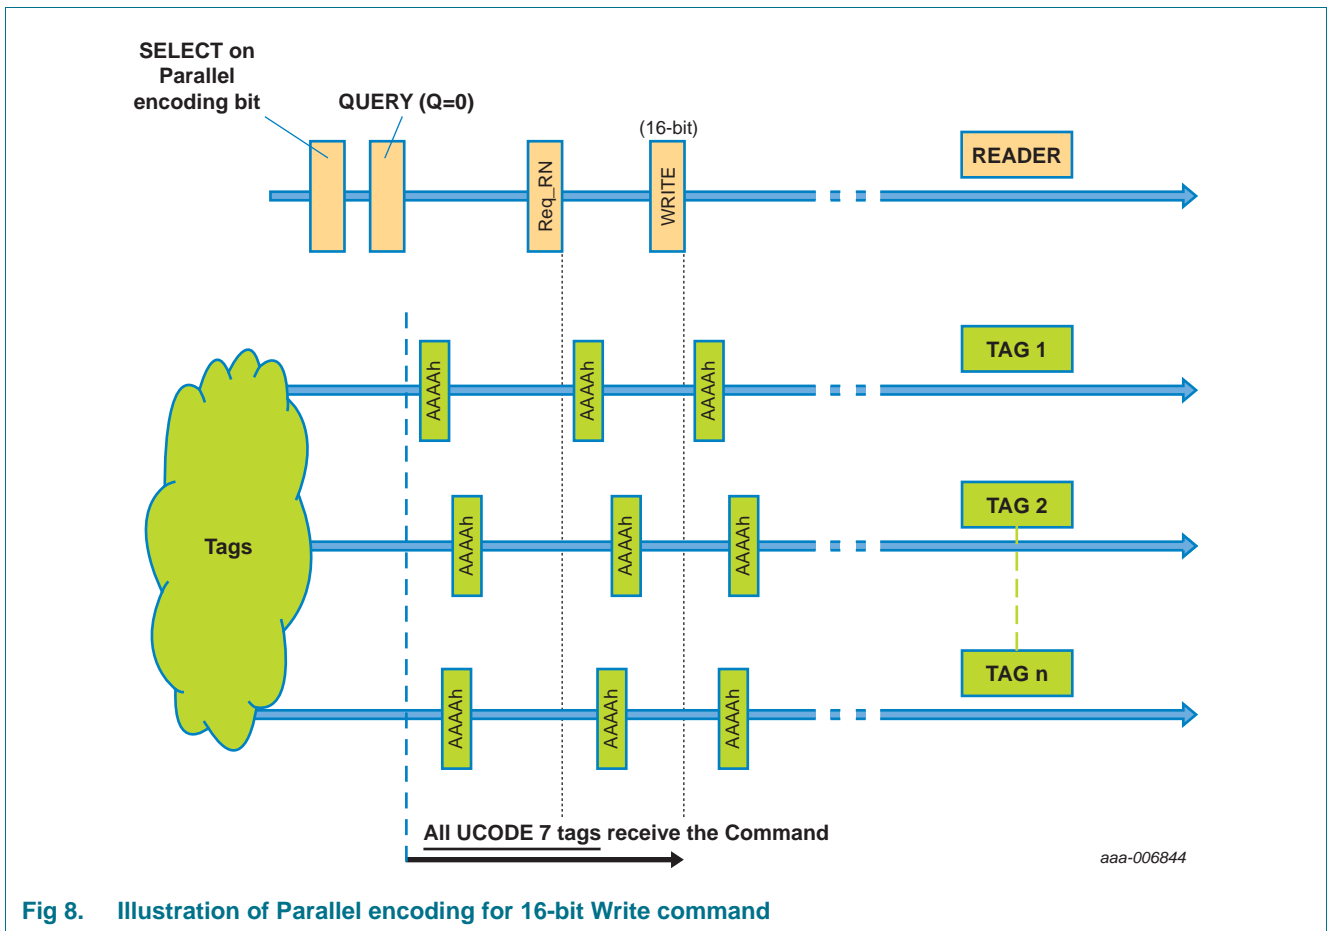 SELECT on
Parallel
encoding bit
QUERY (Q=0)
(16-bit)
Req_RN
WRITE
READER
AAAAh
AAAAh
AAAAh
TAG 1
Tags
AAAAh
AAAAh
AAAAh
TAG 2
AAAAh
AAAAh
AAAAh
TAG n
All UCODE 7 tags receive the Command
aaa-006844
Fig 8. Illustration of Parallel encoding for 16-bit Write command